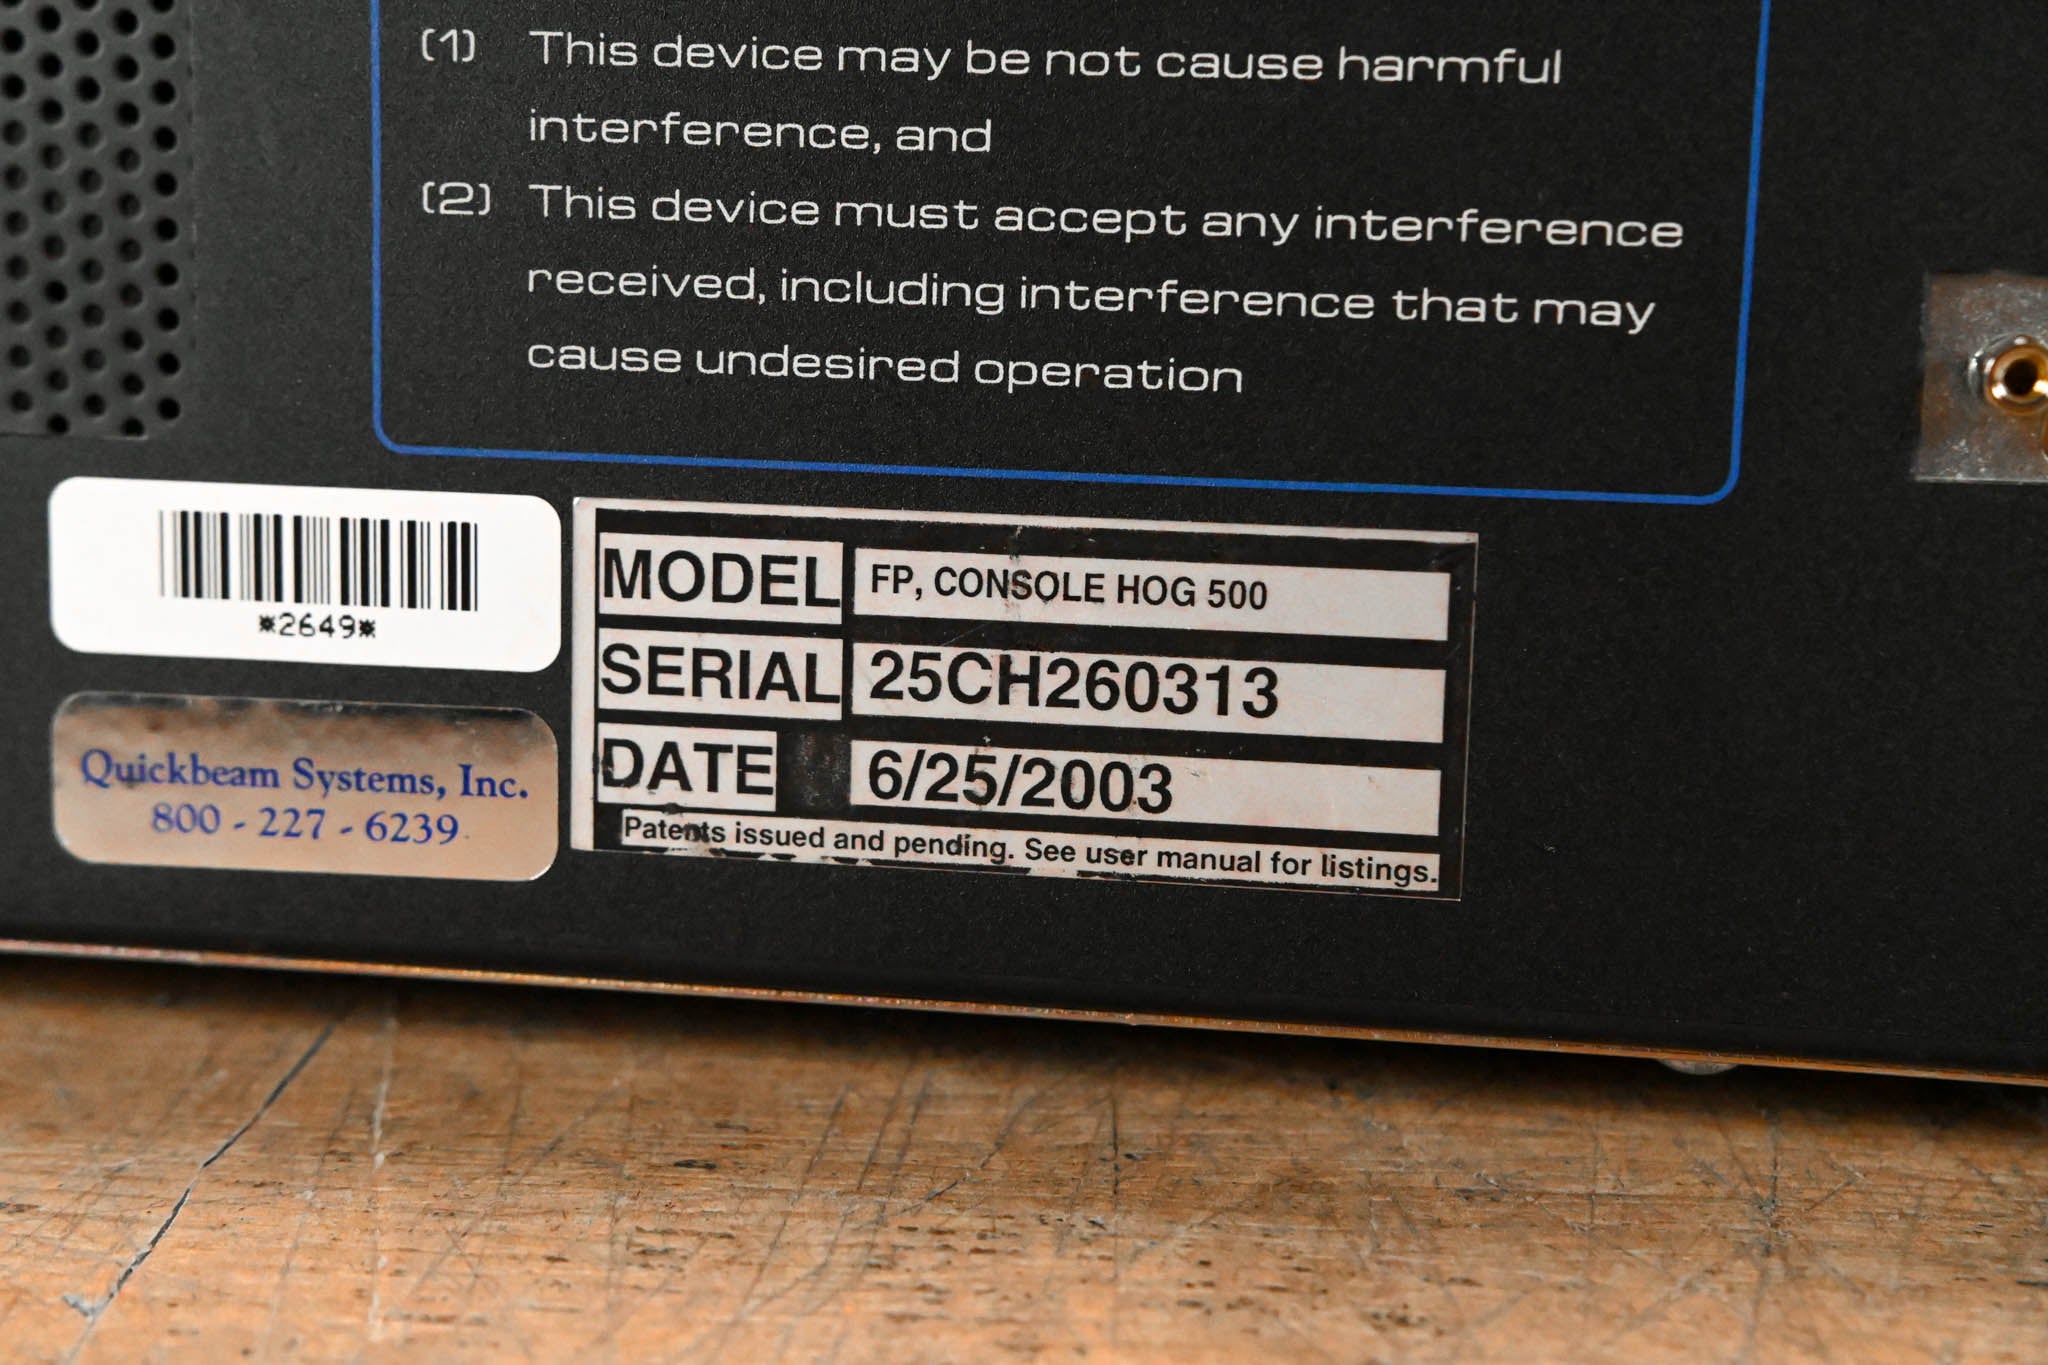 (1) This device may be not cause harmful
interference, and
(2) This device must accept any interference
received, including interference that may
cause undesired operation
*2649*
Quickbeam Systems, Inc.
800 - 227 - 6239
MODEL FP, CONSOLE HOG 500
SERIAL 25CH260313
DATE 6/25/2003
Patents issued and pending. See user manual for listings.